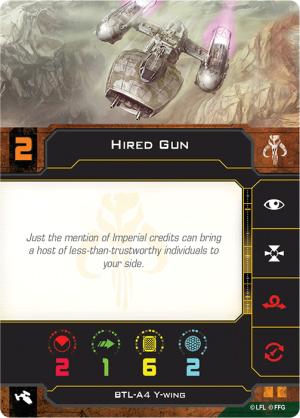 2
HIRED GUN
Just the mention of Imperial credits can bring
a host of less-than-trustworthy individuals to
your side.
2 1 6 2
BTL-A4 Y-WING
© LFL © FFG